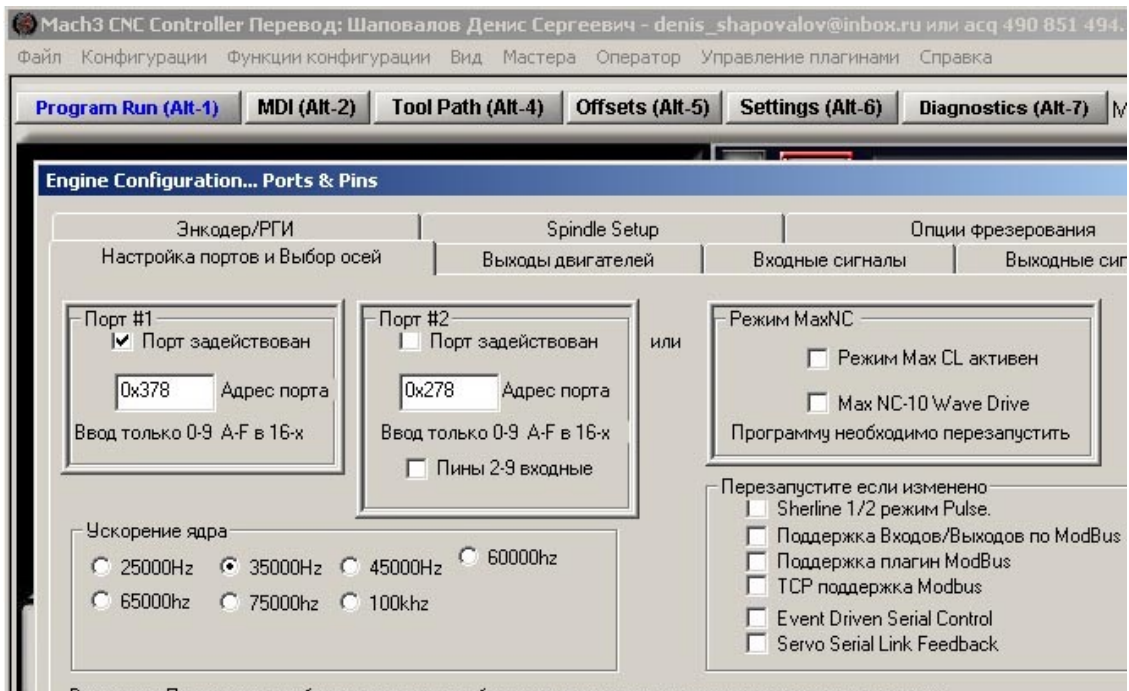 Mach3 CNC Controller Перевод: Шаповалов Денис Сергеевич - denis_shapovalov@inbox.ru или acq 490 851 494.
Файл Конфигурации Функции конфигурации Вид Мастера Оператор Управление плагинами Справка
Program Run (Alt-1) MDI (Alt-2) Tool Path (Alt-4) Offsets (Alt-5) Settings (Alt-6) Diagnostics (Alt-7) M
Engine Configuration... Ports & Pins
Энкодер/РГИ Spindle Setup Опции фрезерования
Настройка портов и Выбор осей Выходы двигателей Входные сигналы Выходные сиг
Порт #1
Порт задействован
0x378 Адрес порта
Ввод только 0-9 A-F в 16-х
Порт #2
Порт задействован
0x278 Адрес порта
Ввод только 0-9 A-F в 16-х
Пины 2-9 входные
или
Режим MaxNC
Режим Max CL активен
Max NC-10 Wave Drive
Программу необходимо перезапустить
Ускорение ядра
25000Hz 35000Hz 45000Hz 60000hz
65000hz 75000hz 100khz
Перезапустите если изменено
Sherline 1/2 режим Pulse.
Поддержка Входов/Выходов по ModBus
Поддержка плагин ModBus
TCP поддержка Modbus
Event Driven Serial Control
Servo Serial Link Feedback